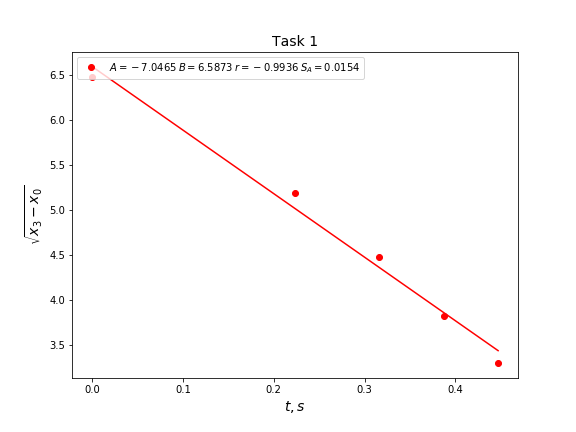 Task 1
A = −7.0465 B = 6.5873 r = −0.9936 S_A = 0.0154
√x₃ − x₀
6.5
6.0
5.5
5.0
4.5
4.0
3.5
0.0 0.1 0.2 0.3 0.4
t, s